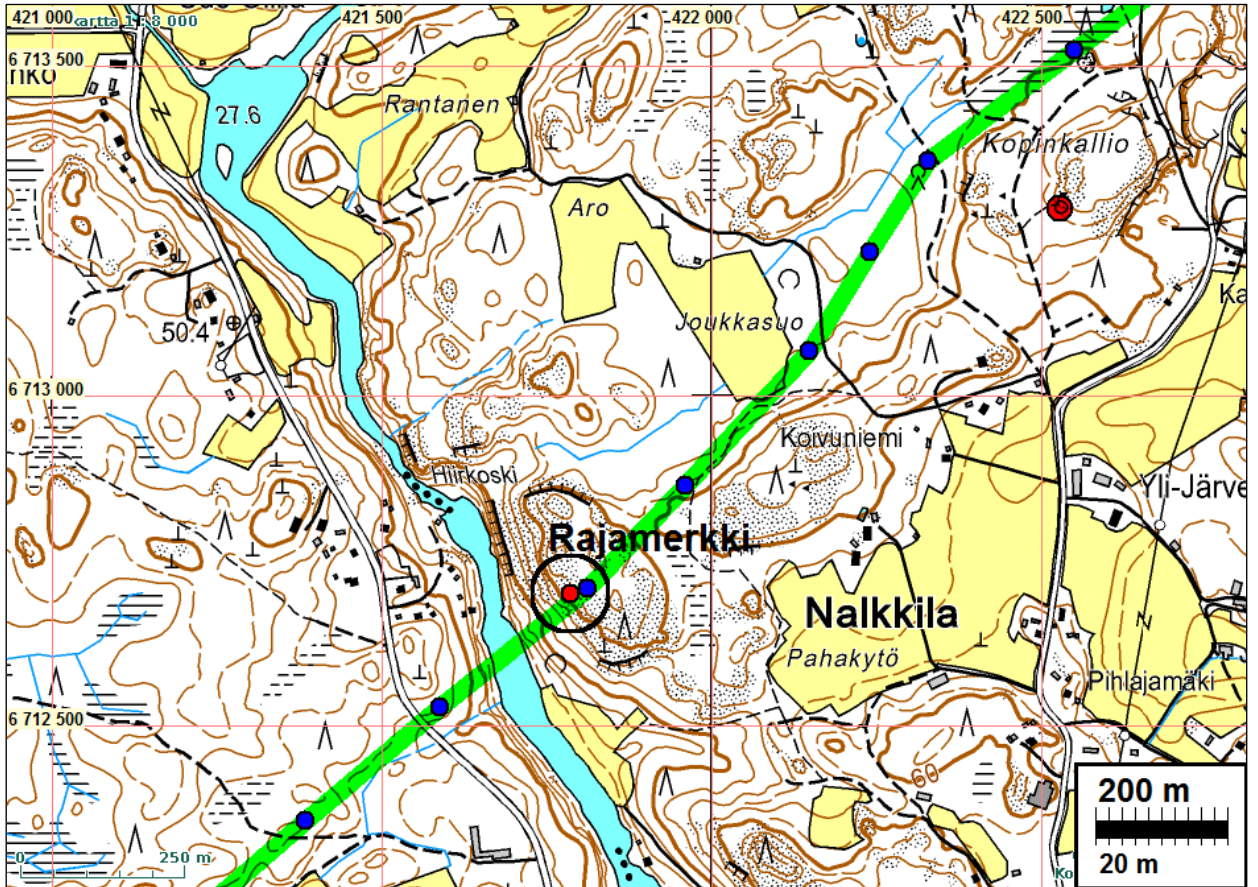 421 000
421 500
422 000
422 500
kartta 1 : 8 000
6 713 500
27.6
Rantanen
Kopinkallio
Aro
50.4
Joukkasuo
6 713 000
Koivuniemi
Hiirkoski
Yli-Järve
Rajamerkki
Nalkkila
Pahakytö
Pihlajamäki
6 712 500
60
200 m
20 m
0
250 m
Ko